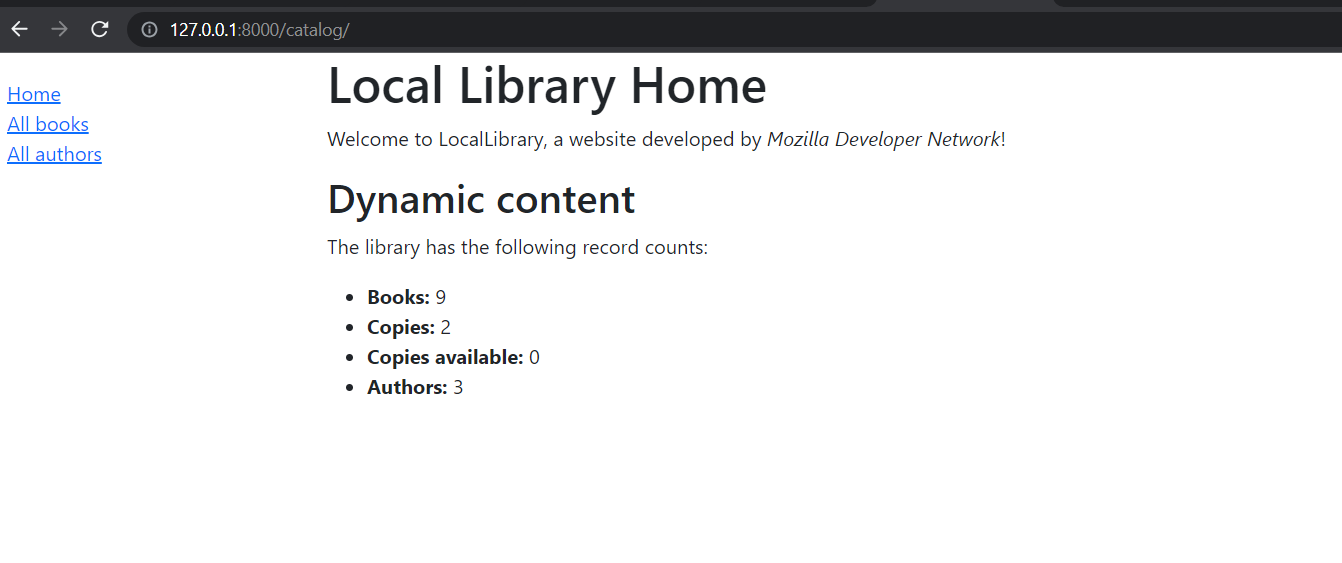 127.0.0.1:8000/catalog/
Home
All books
All authors
Local Library Home
Welcome to LocalLibrary, a website developed by Mozilla Developer Network!
Dynamic content
The library has the following record counts:
Books: 9
Copies: 2
Copies available: 0
Authors: 3